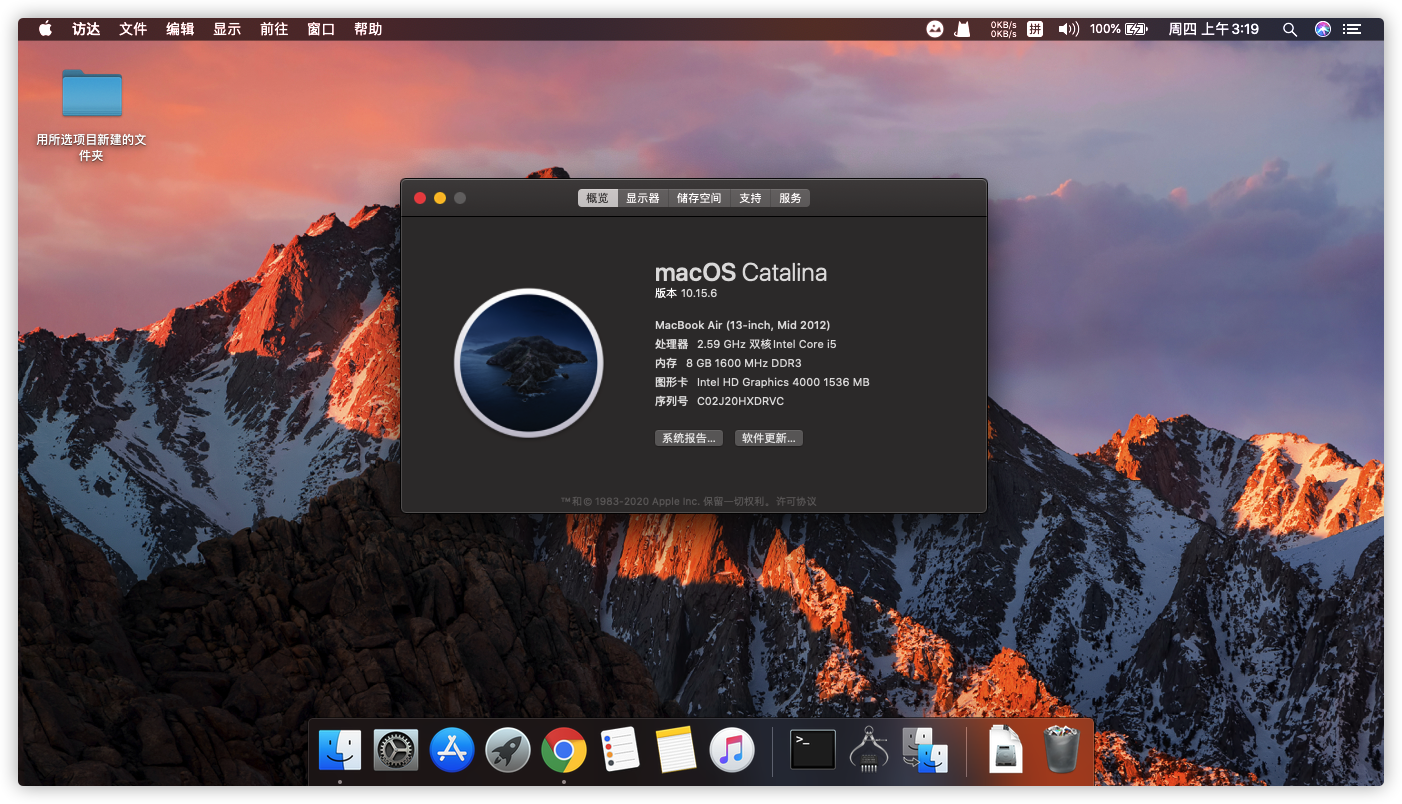 访达 文件 编辑 显示 前往 窗口 帮助
0KB/s
0KB/s
拼
100%
周四 上午3:19
用所选项目新建的文
件夹
概览 显示器 储存空间 支持 服务
macOS Catalina
版本 10.15.6
MacBook Air (13-inch, Mid 2012)
处理器 2.59 GHz 双核Intel Core i5
内存 8 GB 1600 MHz DDR3
图形卡 Intel HD Graphics 4000 1536 MB
序列号 C02J20HXDRVC
系统报告... 软件更新...
™和© 1983-2020 Apple Inc. 保留一切权利。许可协议
>_